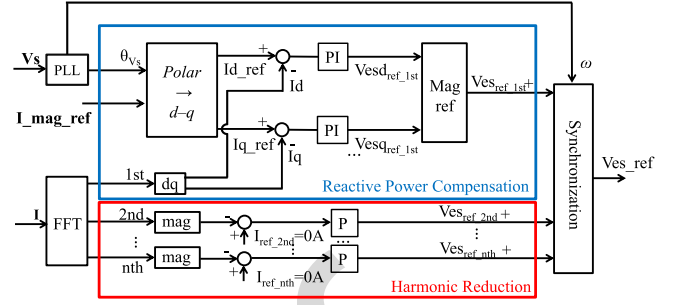 Vs
PLL
θVs
I_mag_ref
Polar
→
d–q
Id_ref
+
-
Id
PI
Vesdref_1st
Iq_ref
+
-
Iq
PI
...
Vesqref_1st
Mag
ref
Vesref_1st+
ω
Synchronization
Ves_ref
1st
dq
Reactive Power Compensation
I
FFT
2nd
mag
-
+
Iref_2nd=0A
P
Vesref_2nd +
⋮
...
⋮
nth
mag
-
+
Iref_nth=0A
P
Vesref_nth +
Harmonic Reduction